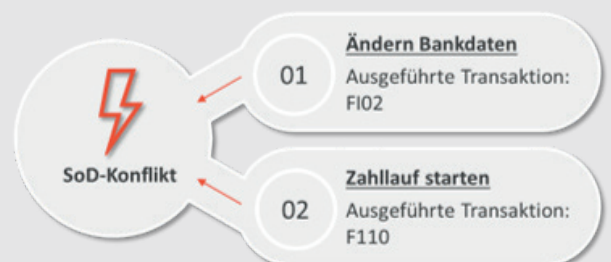 SoD-Konflikt
01
Ändern Bankdaten
Ausgeführte Transaktion:
FI02
02
Zahllauf starten
Ausgeführte Transaktion:
F110